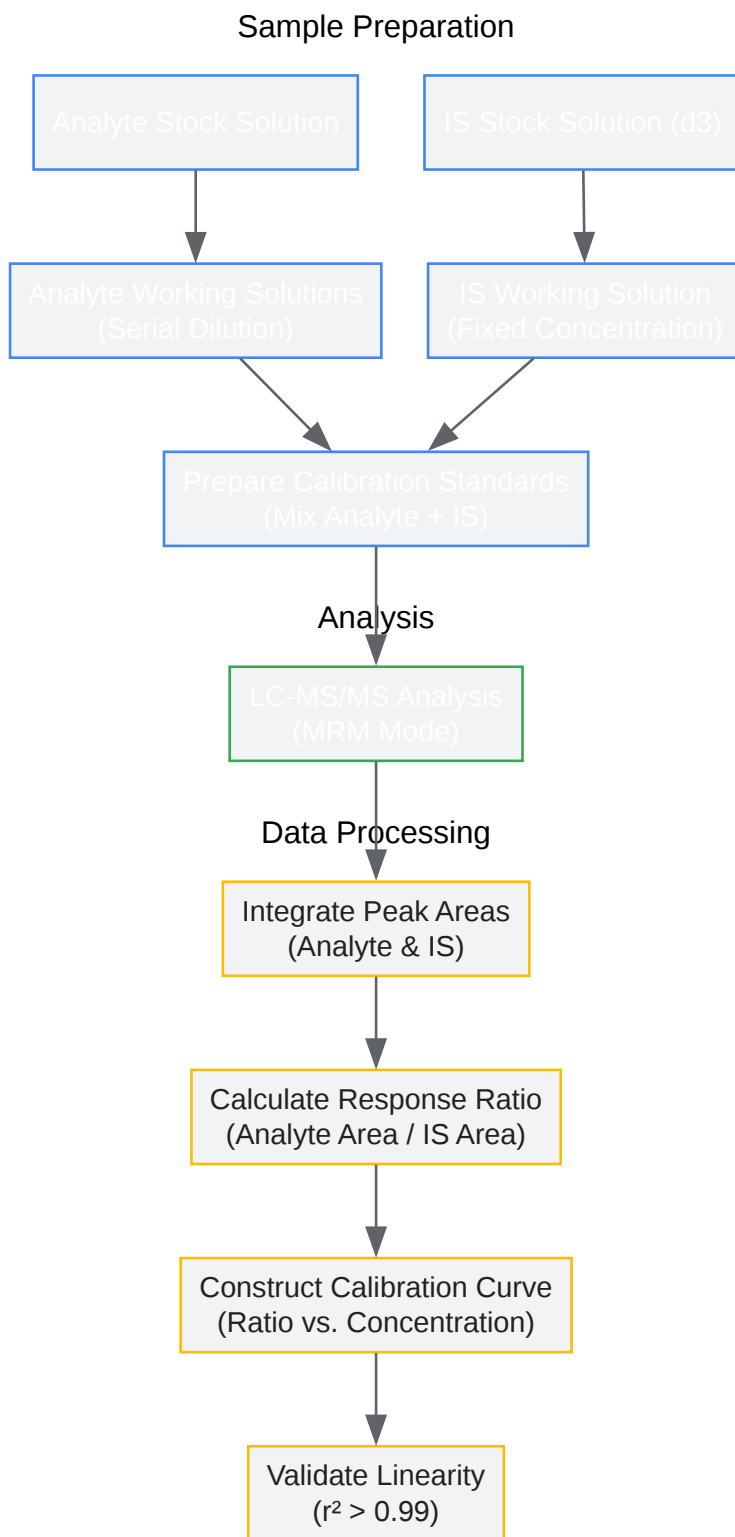 Sample Preparation
Analyte Stock Solution
IS Stock Solution (d3)
Analyte Working Solutions
(Serial Dilution)
IS Working Solution
(Fixed Concentration)
Prepare Calibration Standards
(Mix Analyte + IS)
Analysis
LC-MS/MS Analysis
(MRM Mode)
Data Processing
Integrate Peak Areas
(Analyte & IS)
Calculate Response Ratio
(Analyte Area / IS Area)
Construct Calibration Curve
(Ratio vs. Concentration)
Validate Linearity
(r² > 0.99)